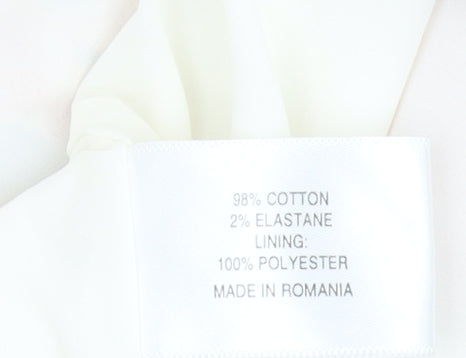 98% COTTON
2% ELASTANE
LINING:
100% POLYESTER
MADE IN ROMANIA